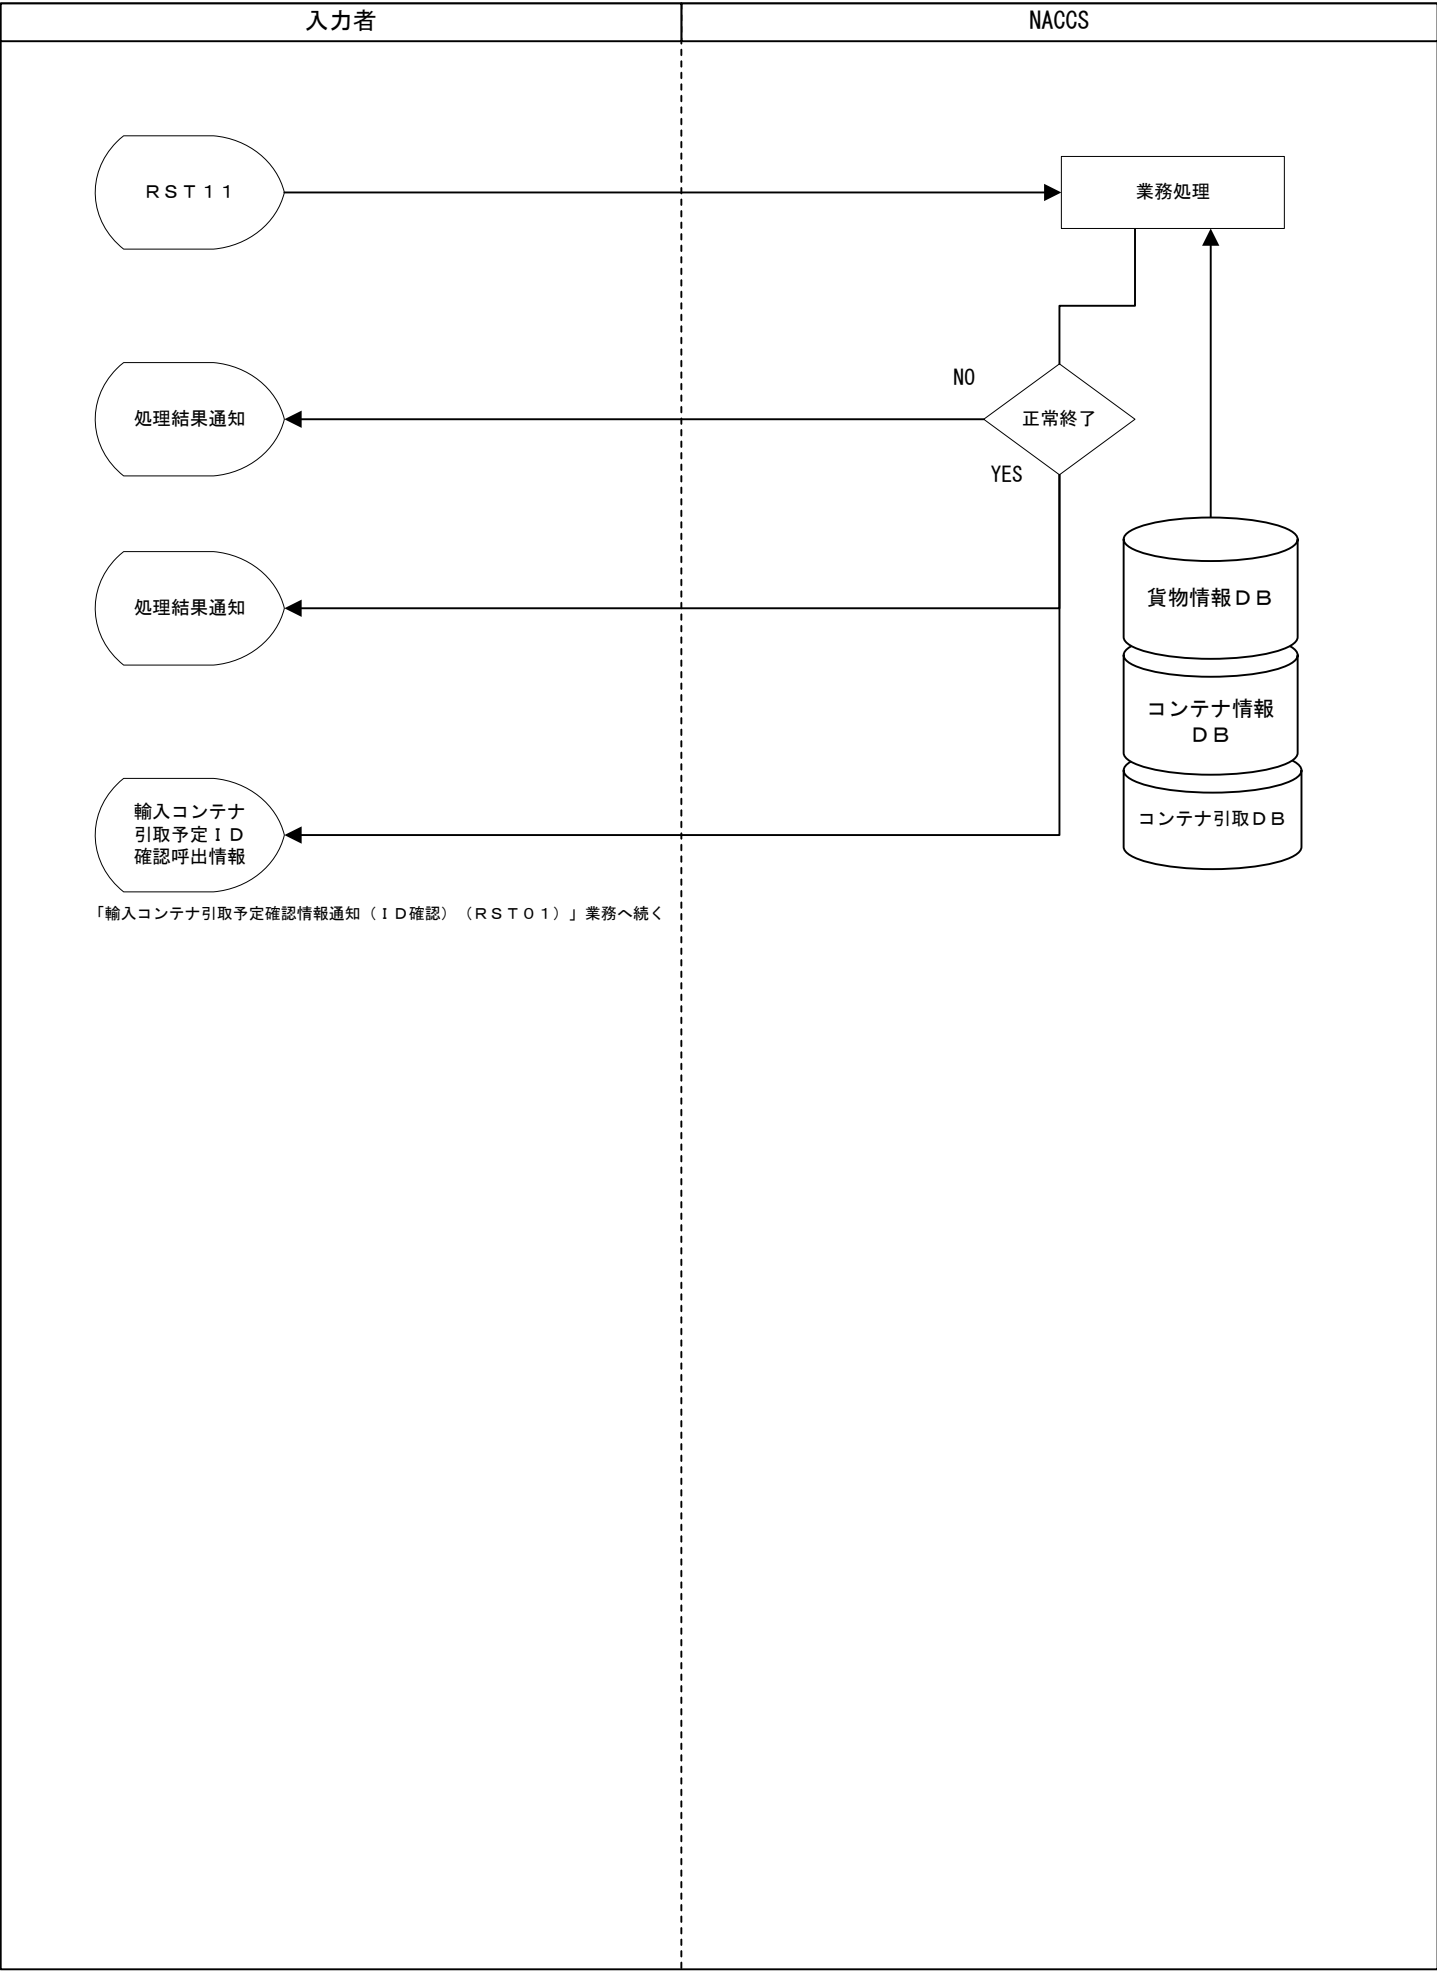 入力者
NACCS
ＲＳＴ１１
業務処理
NO
処理結果通知
正常終了
YES
処理結果通知
貨物情報ＤＢ
コンテナ情報
ＤＢ
コンテナ引取ＤＢ
輸入コンテナ
引取予定ＩＤ
確認呼出情報
「輸入コンテナ引取予定確認情報通知（ＩＤ確認）（ＲＳＴ０１）」業務へ続く